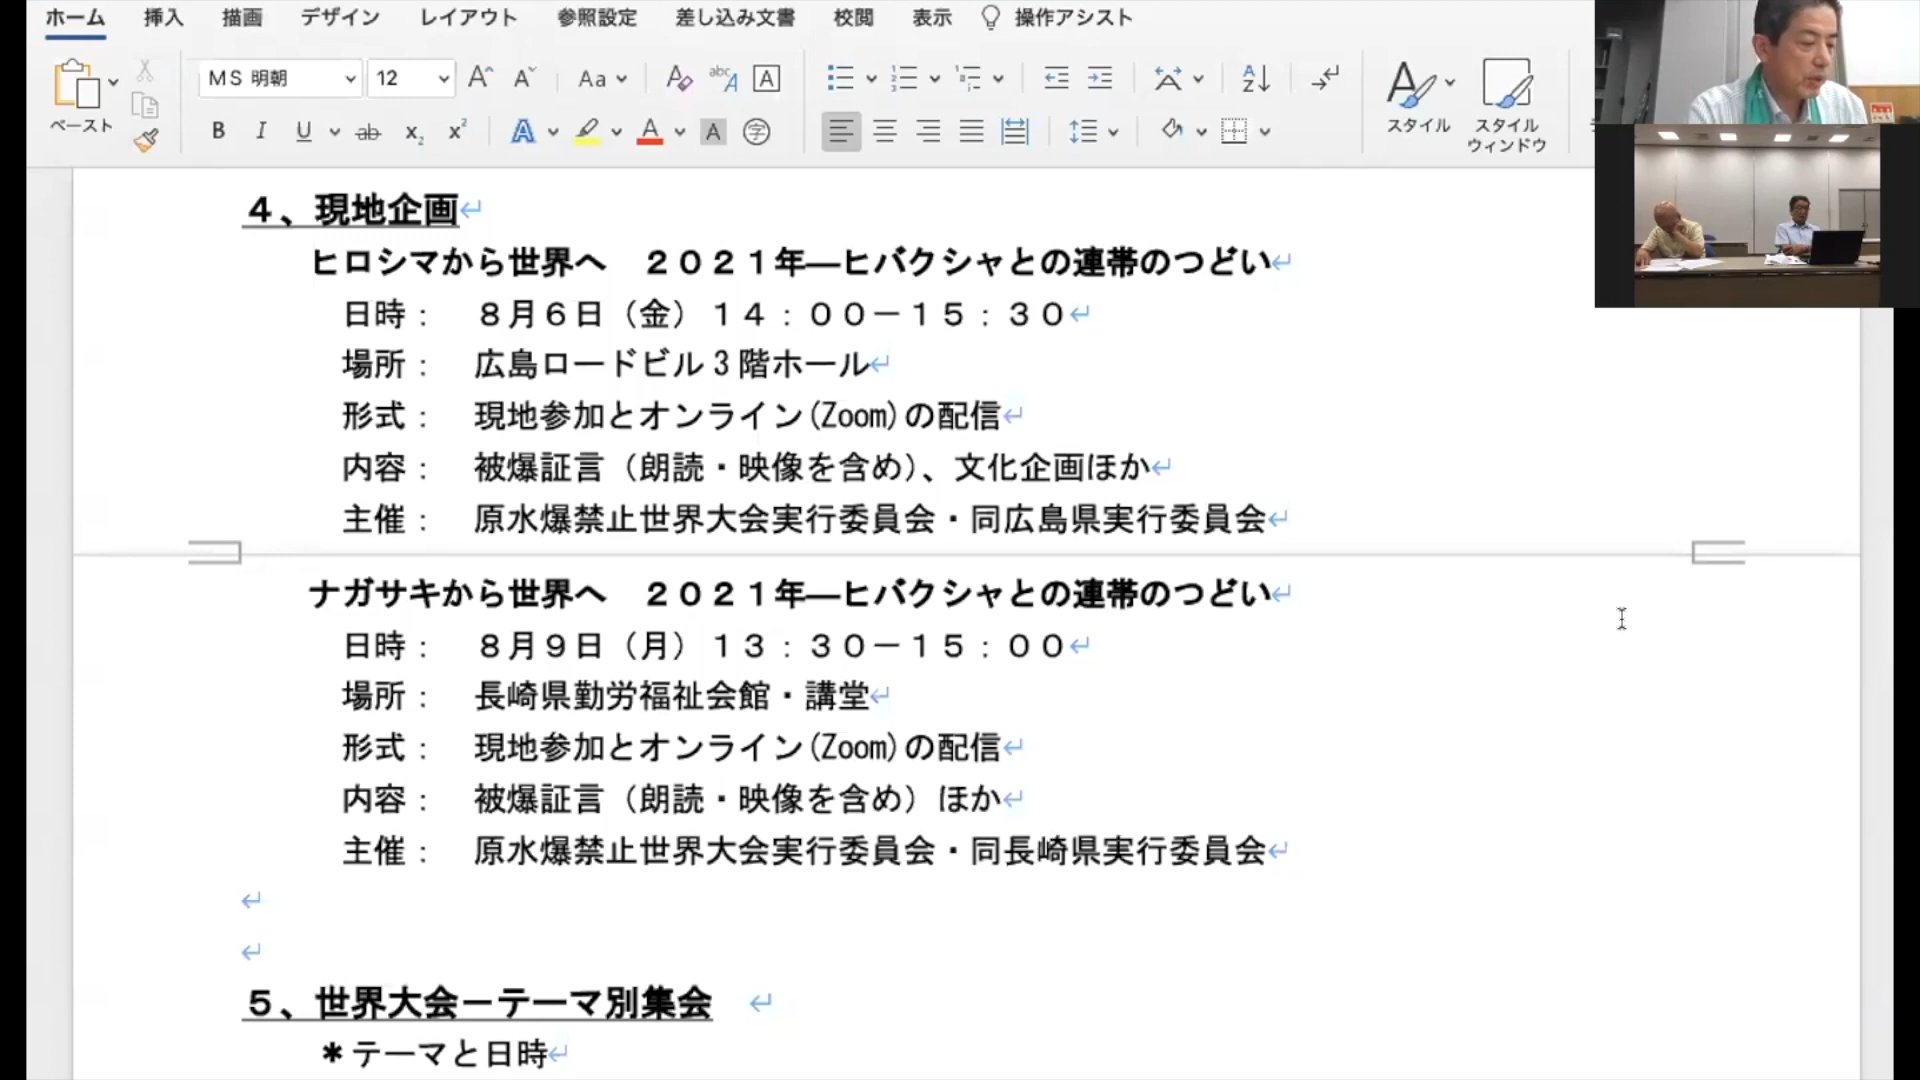 ホーム 挿入 描画 デザイン レイアウト 参照設定 差し込み文書 校閲 表示 操作アシスト
ペースト
MS 明朝 12
スタイル
スタイル
ウィンドウ
４、現地企画
ヒロシマから世界へ　２０２１年―ヒバクシャとの連帯のつどい
日時：　８月６日（金）１４：００－１５：３０
場所：　広島ロードビル３階ホール
形式：　現地参加とオンライン(Zoom)の配信
内容：　被爆証言（朗読・映像を含め）、文化企画ほか
主催：　原水爆禁止世界大会実行委員会・同広島県実行委員会
ナガサキから世界へ　２０２１年―ヒバクシャとの連帯のつどい
日時：　８月９日（月）１３：３０－１５：００
場所：　長崎県勤労福祉会館・講堂
形式：　現地参加とオンライン(Zoom)の配信
内容：　被爆証言（朗読・映像を含め）ほか
主催：　原水爆禁止世界大会実行委員会・同長崎県実行委員会
５、世界大会－テーマ別集会
＊テーマと日時